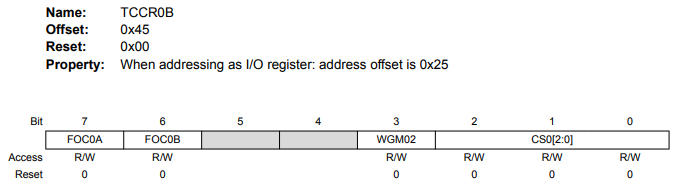 Name: TCCR0B
Offset: 0x45
Reset: 0x00
Property: When addressing as I/O register: address offset is 0x25
Bit 7 6 5 4 3 2 1 0
FOC0A FOC0B WGM02 CS0[2:0]
Access R/W R/W R/W R/W R/W R/W
Reset 0 0 0 0 0 0